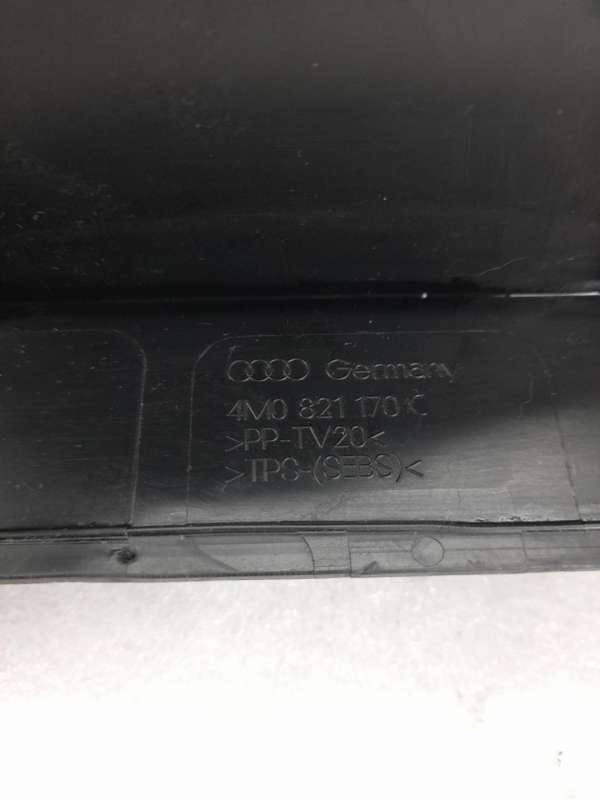 Germany
4M0 821 170 C
>PP-TV20<
>TPS-(SEBS)<